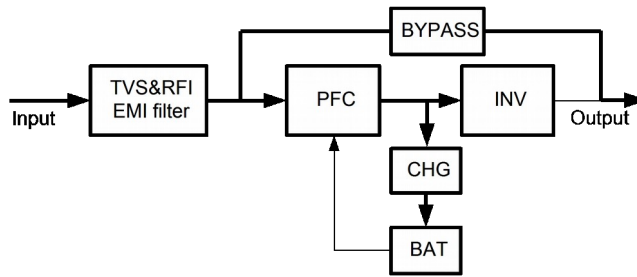 BYPASS
TVS&RFI
EMI filter
PFC
INV
Input
Output
CHG
BAT